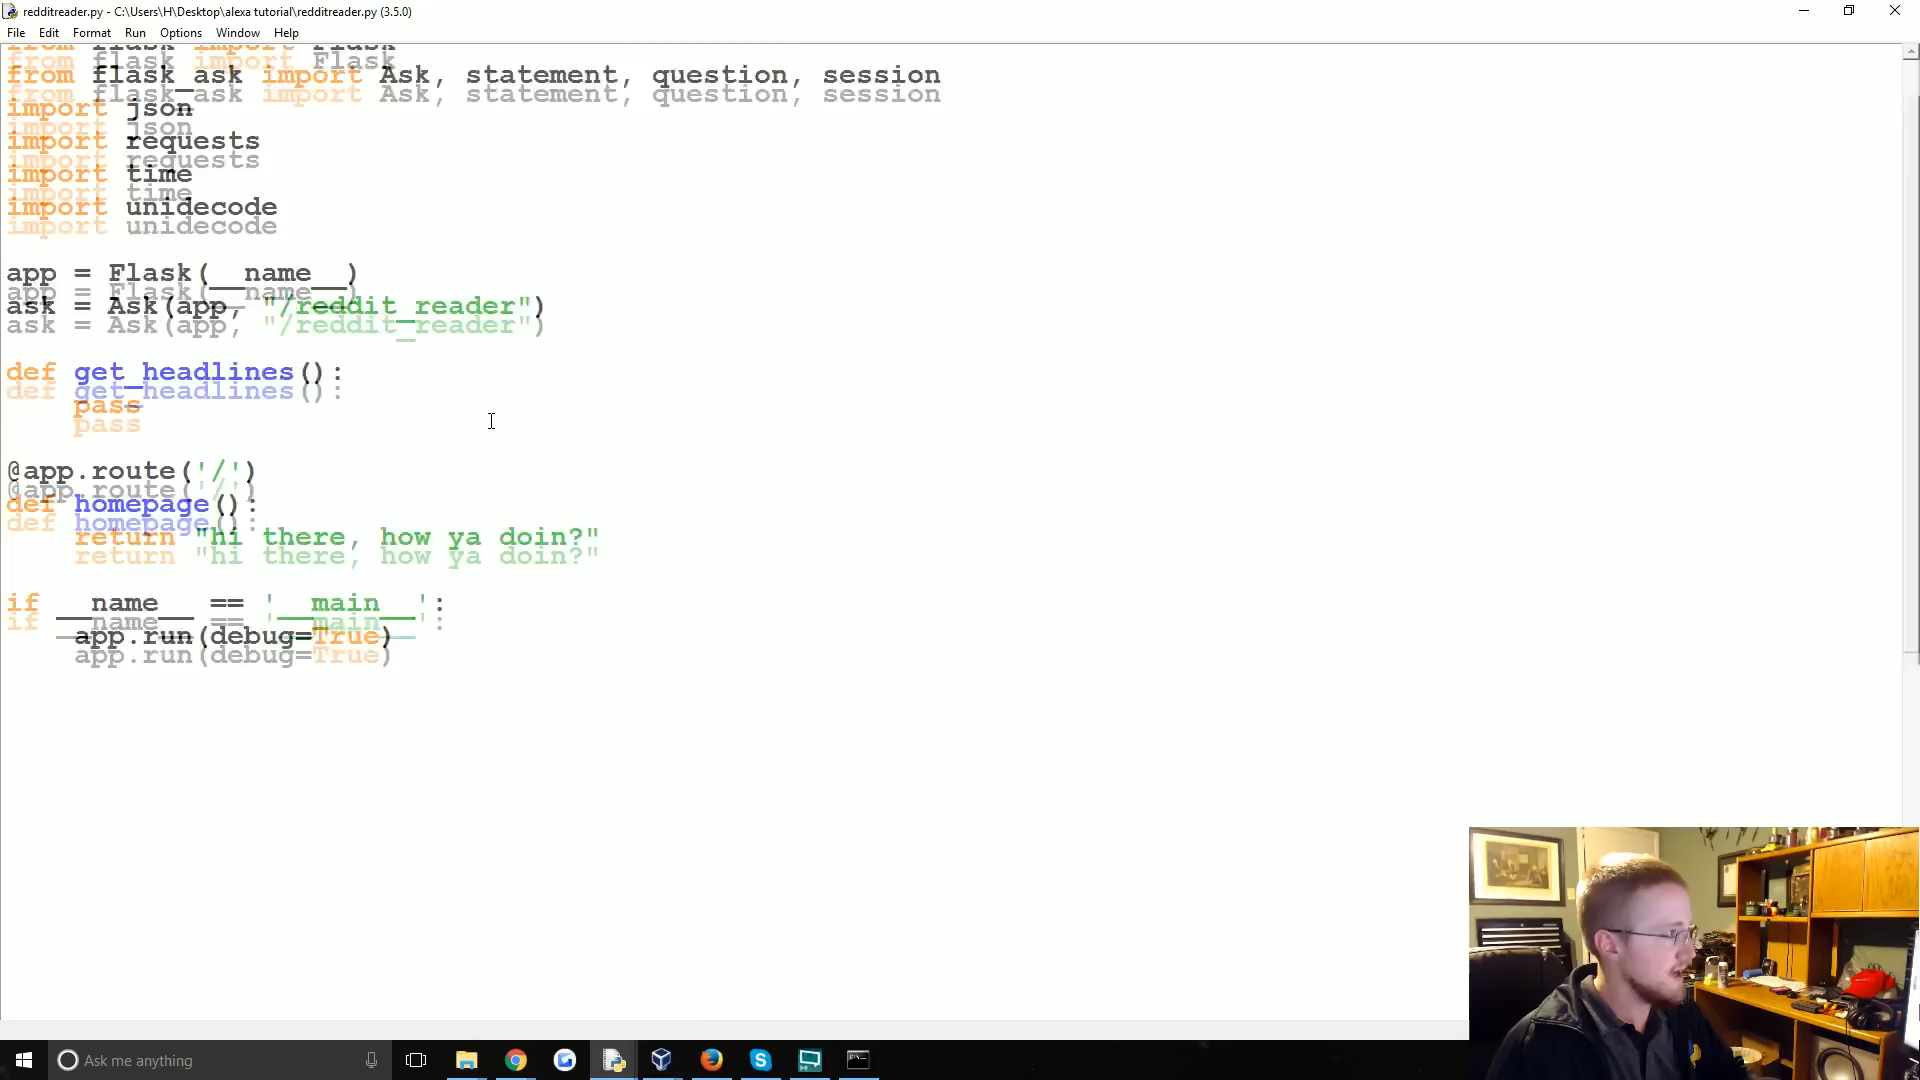 redditreader.py - C:\Users\H\Desktop\alexa tutorial\redditreader.py (3.5.0)
File Edit Format Run Options Window Help
from flask import Flask
from flask_ask import Ask, statement, question, session
import json
import requests
import time
import unidecode
app = Flask(__name__)
ask = Ask(app, "/reddit_reader")
def get_headlines():
    pass
@app.route('/')
def homepage():
    return "hi there, how ya doin?"
if __name__ == '__main__':
    app.run(debug=True)
Ask me anything